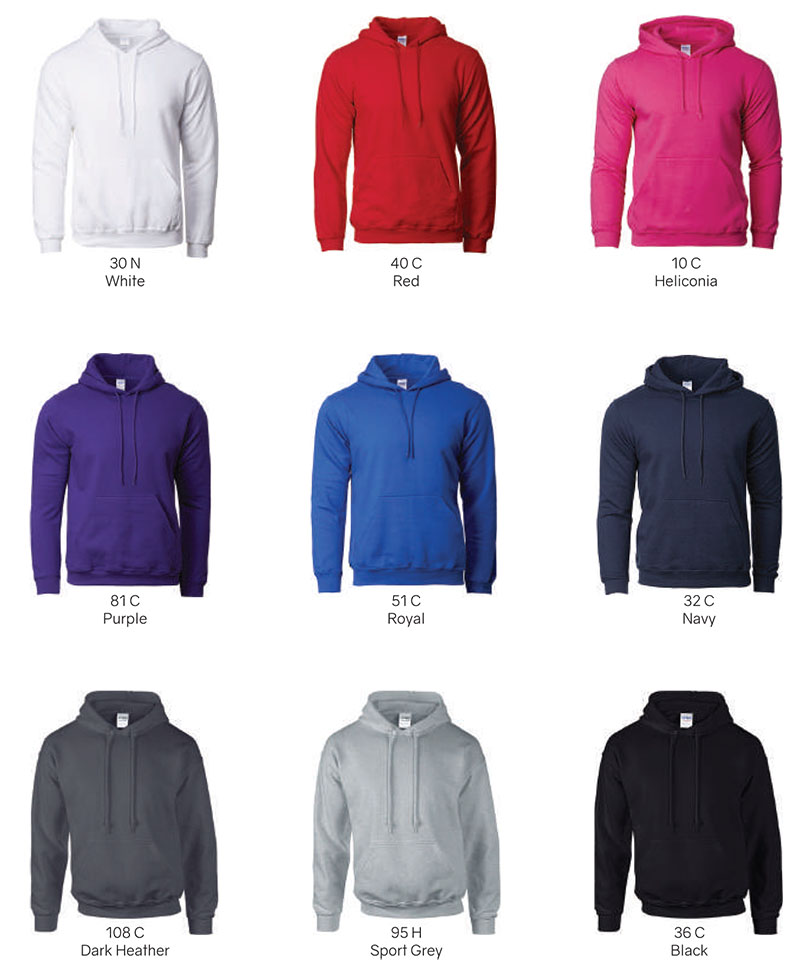 30 N
White
40 C
Red
10 C
Heliconia
81 C
Purple
51 C
Royal
32 C
Navy
108 C
Dark Heather
95 H
Sport Grey
36 C
Black